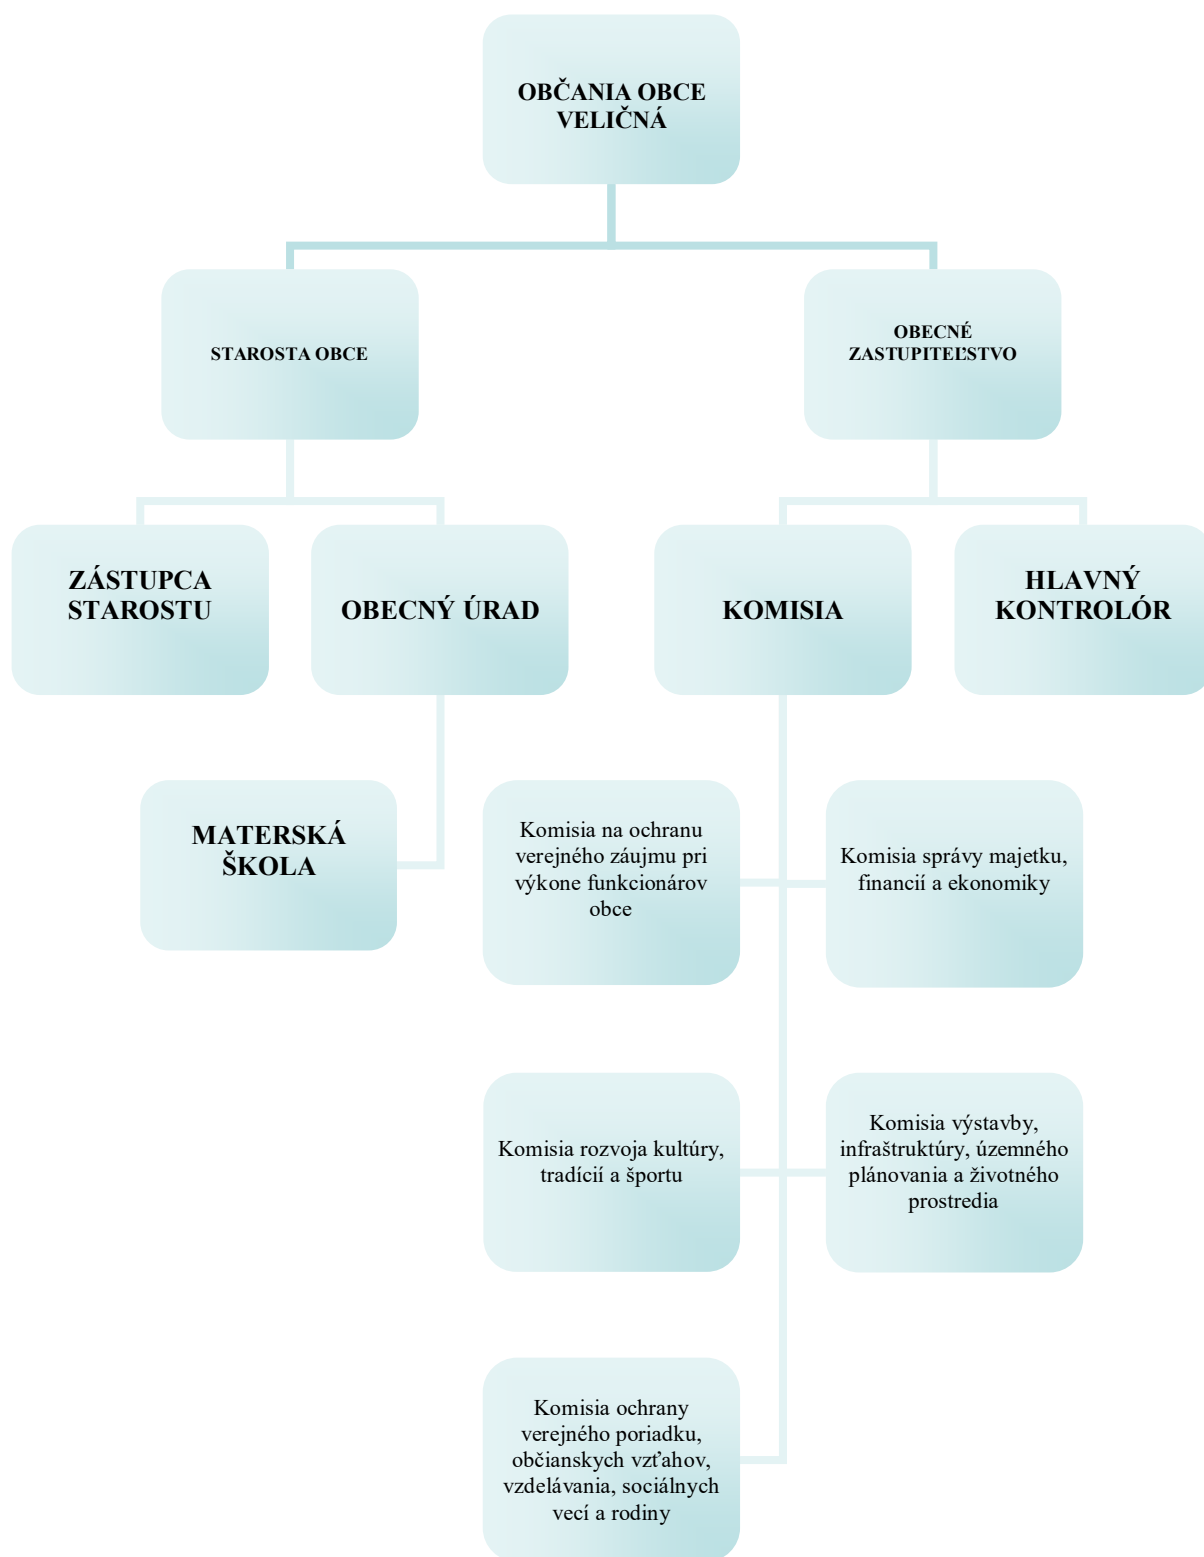 OBČANIA OBCE
VELIČNÁ
STAROSTA OBCE
OBECNÉ
ZASTUPITEĽSTVO
ZÁSTUPCA
STAROSTU
OBECNÝ ÚRAD
KOMISIA
HLAVNÝ
KONTROLÓR
MATERSKÁ
ŠKOLA
Komisia na ochranu
verejného záujmu pri
výkone funkcionárov
obce
Komisia správy majetku,
financií a ekonomiky
Komisia rozvoja kultúry,
tradícií a športu
Komisia výstavby,
infraštruktúry, územného
plánovania a životného
prostredia
Komisia ochrany
verejného poriadku,
občianskych vzťahov,
vzdelávania, sociálnych
vecí a rodiny